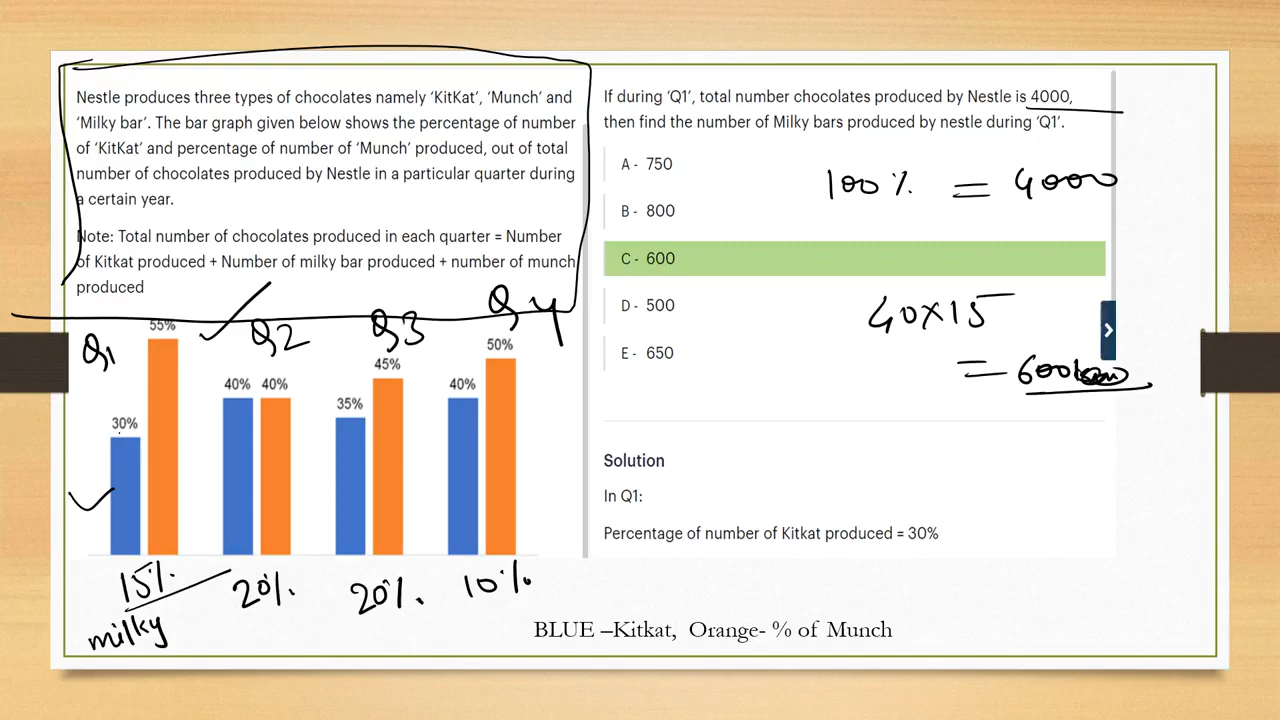 Nestle produces three types of chocolates namely ‘KitKat’, ‘Munch’ and
‘Milky bar’. The bar graph given below shows the percentage of number
of ‘KitKat’ and percentage of number of ‘Munch’ produced, out of total
number of chocolates produced by Nestle in a particular quarter during
a certain year.
Note: Total number of chocolates produced in each quarter = Number
of Kitkat produced + Number of milky bar produced + number of munch
produced
Q1 Q2 Q3 Q4
30% 55% 40% 40% 35% 45% 40% 50%
15% 20% 20% 10%
milky
If during ‘Q1’, total number chocolates produced by Nestle is 4000,
then find the number of Milky bars produced by nestle during ‘Q1’.
A - 750
B - 800
C - 600
D - 500
E - 650
100% = 4000
40x15
= 600
Solution
In Q1:
Percentage of number of Kitkat produced = 30%
BLUE –Kitkat, Orange- % of Munch